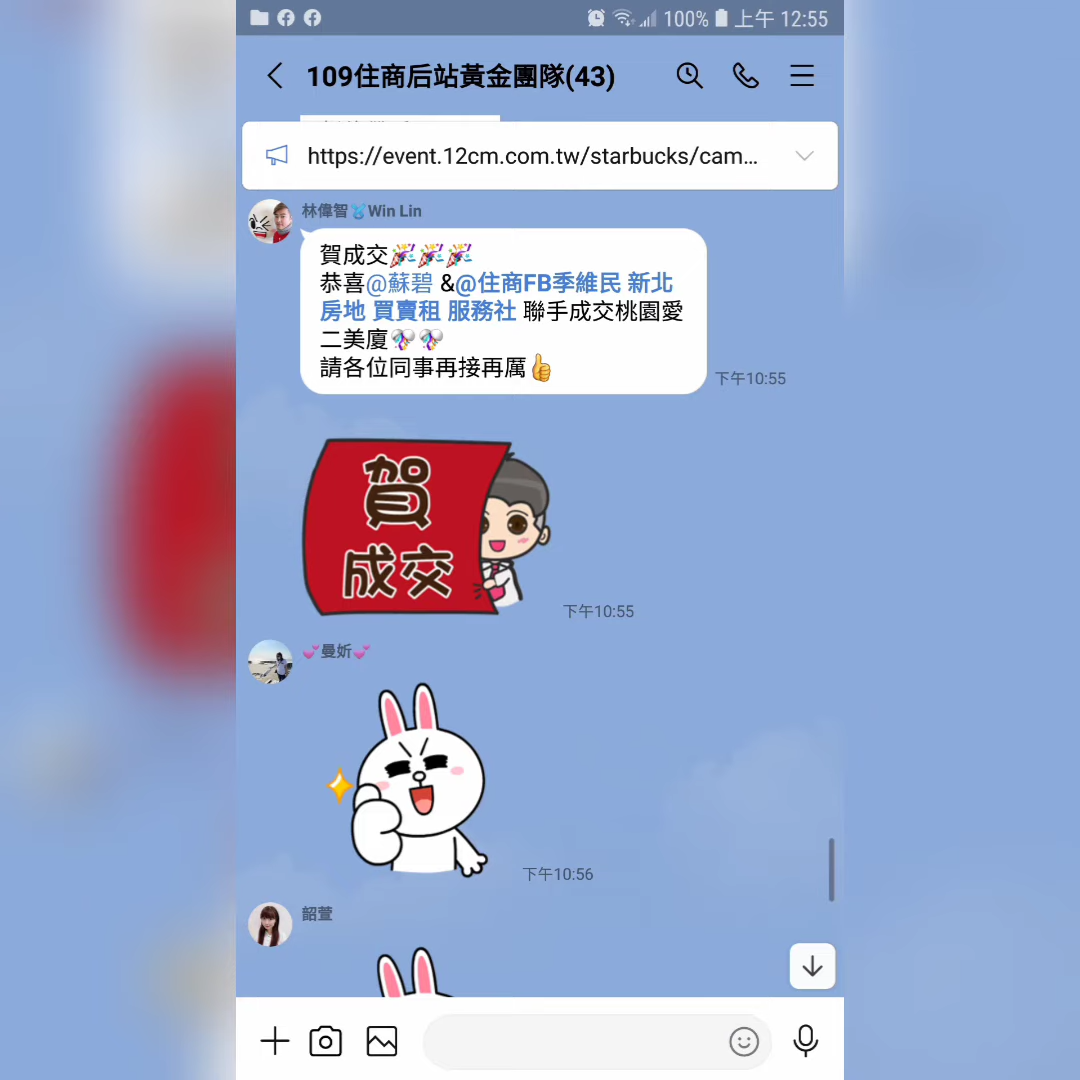 100% 上午 12:55
109住商后站黃金團隊(43)
https://event.12cm.com.tw/starbucks/cam...
林偉智 Win Lin
賀成交🎉🎉🎉
恭喜@蘇碧 &@住商FB季維民 新北
房地 買賣租 服務社 聯手成交桃園愛
二美廈🎊🎊
請各位同事再接再厲👍
下午10:55
賀
成交
下午10:55
💕曼妡💕
下午10:56
韶萱